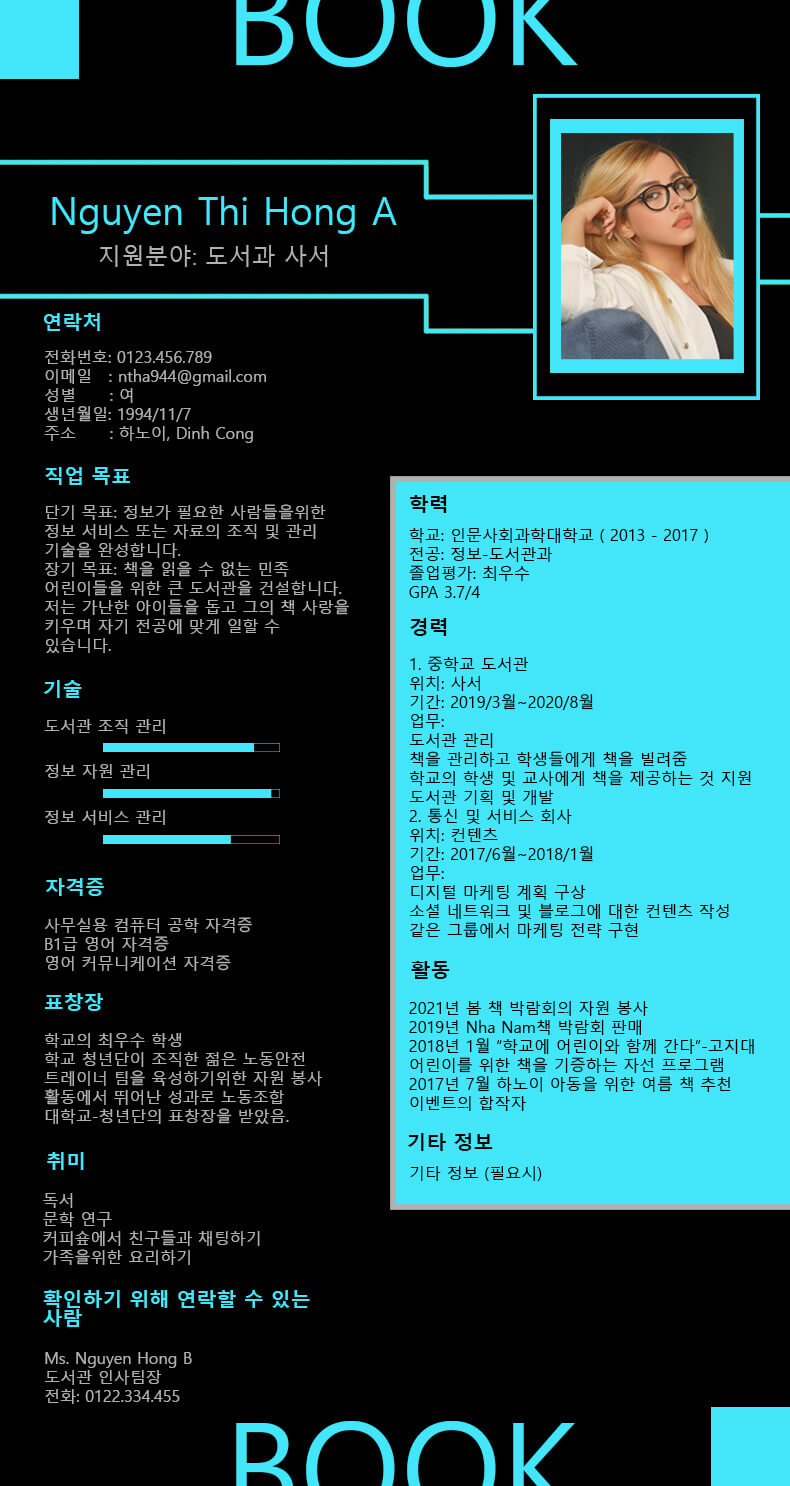 BOOK
Nguyen Thi Hong A
지원분야: 도서과 사서
연락처
전화번호: 0123.456.789
이메일 : ntha944@gmail.com
성별 : 여
생년월일: 1994/11/7
주소 : 하노이, Dinh Cong
직업 목표
단기 목표: 정보가 필요한 사람들을위한
정보 서비스 또는 자료의 조직 및 관리
기술을 완성합니다.
장기 목표: 책을 읽을 수 없는 민족
어린이들을 위한 큰 도서관을 건설합니다.
저는 가난한 아이들을 돕고 그의 책 사랑을
키우며 자기 전공에 맞게 일할 수
있습니다.
기술
도서관 조직 관리
정보 자원 관리
정보 서비스 관리
자격증
사무실용 컴퓨터 공학 자격증
B1급 영어 자격증
영어 커뮤니케이션 자격증
표창장
학교의 최우수 학생
학교 청년단이 조직한 젊은 노동안전
트레이너 팀을 육성하기위한 자원 봉사
활동에서 뛰어난 성과로 노동조합
대학교-청년단의 표창장을 받았음.
취미
독서
문학 연구
커피숖에서 친구들과 채팅하기
가족을위한 요리하기
확인하기 위해 연락할 수 있는
사람
Ms. Nguyen Hong B
도서관 인사팀장
전화: 0122.334.455
학력
학교: 인문사회과학대학교 ( 2013 - 2017 )
전공: 정보-도서관과
졸업평가: 최우수
GPA 3.7/4
경력
1. 중학교 도서관
위치: 사서
기간: 2019/3월~2020/8월
업무:
도서관 관리
책을 관리하고 학생들에게 책을 빌려줌
학교의 학생 및 교사에게 책을 제공하는 것 지원
도서관 기획 및 개발
2. 통신 및 서비스 회사
위치: 컨텐츠
기간: 2017/6월~2018/1월
업무:
디지털 마케팅 계획 구상
소셜 네트워크 및 블로그에 대한 컨텐츠 작성
같은 그룹에서 마케팅 전략 구현
활동
2021년 봄 책 박람회의 자원 봉사
2019년 Nha Nam책 박람회 판매
2018년 1월 “학교에 어린이와 함께 간다”-고지대
어린이를 위한 책을 기증하는 자선 프로그램
2017년 7월 하노이 아동을 위한 여름 책 추천
이벤트의 합작자
기타 정보
기타 정보 (필요시)
BOOK